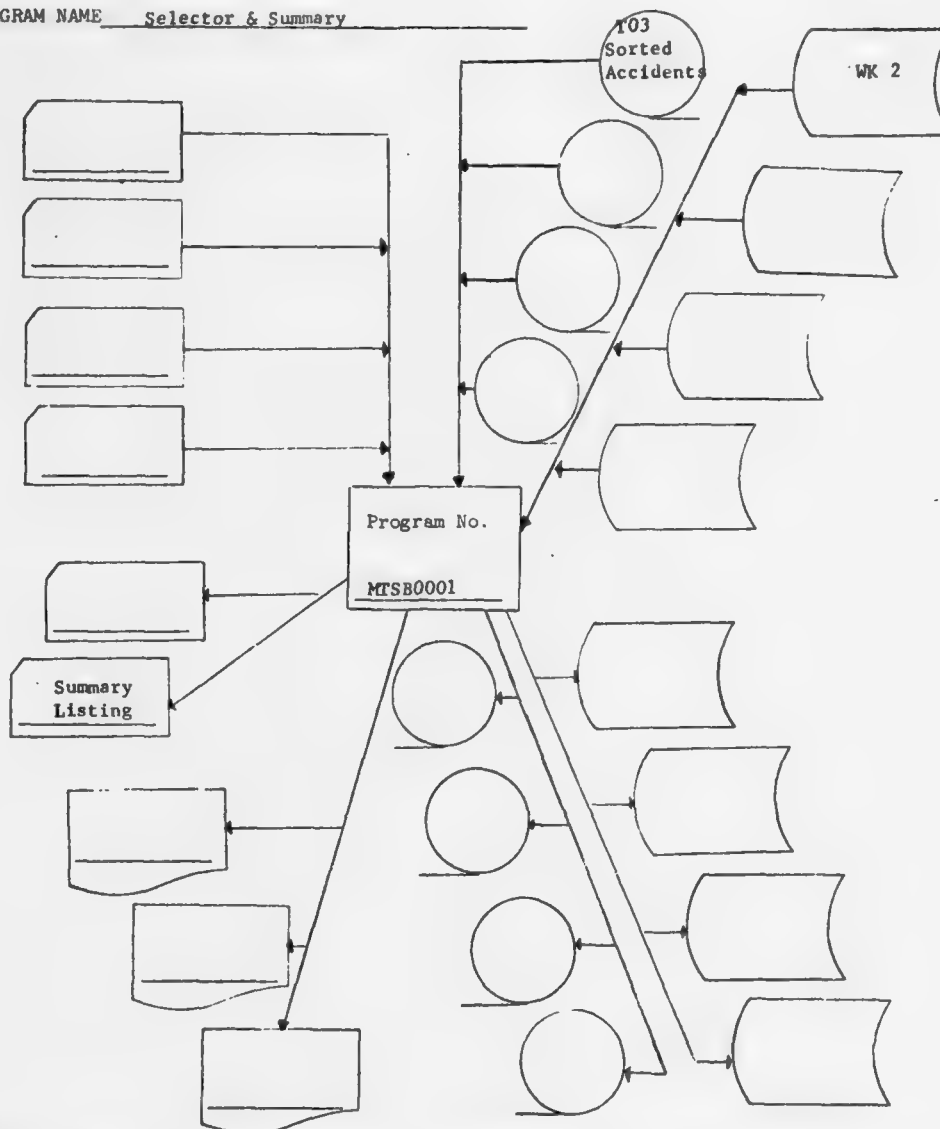 GRAM NAME Selector & Summary
T03
Sorted
Accidents
WK 2
Program No.
MTSB0001
Summary
Listing